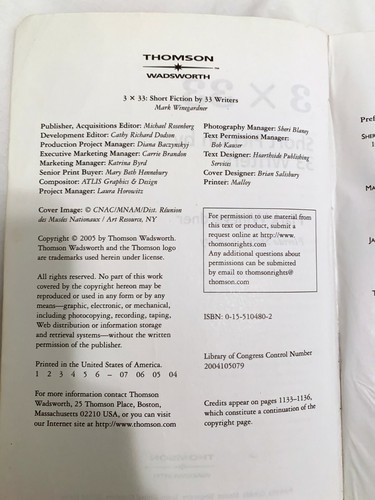 THOMSON
WADSWORTH
3 × 33: Short Fiction by 33 Writers
Mark Winegardner
Publisher, Acquisitions Editor: Michael Rosenberg
Development Editor: Cathy Richard Dodson
Production Project Manager: Diana Baczynskyj
Executive Marketing Manager: Carrie Brandon
Marketing Manager: Katrina Byrd
Senior Print Buyer: Mary Beth Hennebury
Compositor: ATLIS Graphics & Design
Project Manager: Laura Horowitz
Photography Manager: Sheri Blaney
Text Permissions Manager:
Bob Kauser
Text Designer: Hearthside Publishing
Services
Cover Designer: Brian Salisbury
Printer: Malloy
Cover Image: © CNAC/MNAM/Dist. Réunion
des Musées Nationaux / Art Resource, NY
Copyright © 2005 by Thomson Wadsworth.
Thomson Wadsworth and the Thomson logo
are trademarks used herein under license.
All rights reserved. No part of this work
covered by the copyright hereon may be
reproduced or used in any form or by any
means—graphic, electronic, or mechanical,
including photocopying, recording, taping,
Web distribution or information storage
and retrieval systems—without the written
permission of the publisher.
Printed in the United States of America.
1 2 3 4 5 6 – 07 06 05 04
For more information contact Thomson
Wadsworth, 25 Thomson Place, Boston,
Massachusetts 02210 USA, or you can visit
our Internet site at http://www.thomson.com
For permission to use material from
this text or product, submit a
request online at http://www.
thomsonrights.com
Any additional questions about
permissions can be submitted
by email to thomsonrights@
thomson.com
ISBN: 0-15-510480-2
Library of Congress Control Number
2004105079
Credits appear on pages 1133–1136,
which constitute a continuation of the
copyright page.